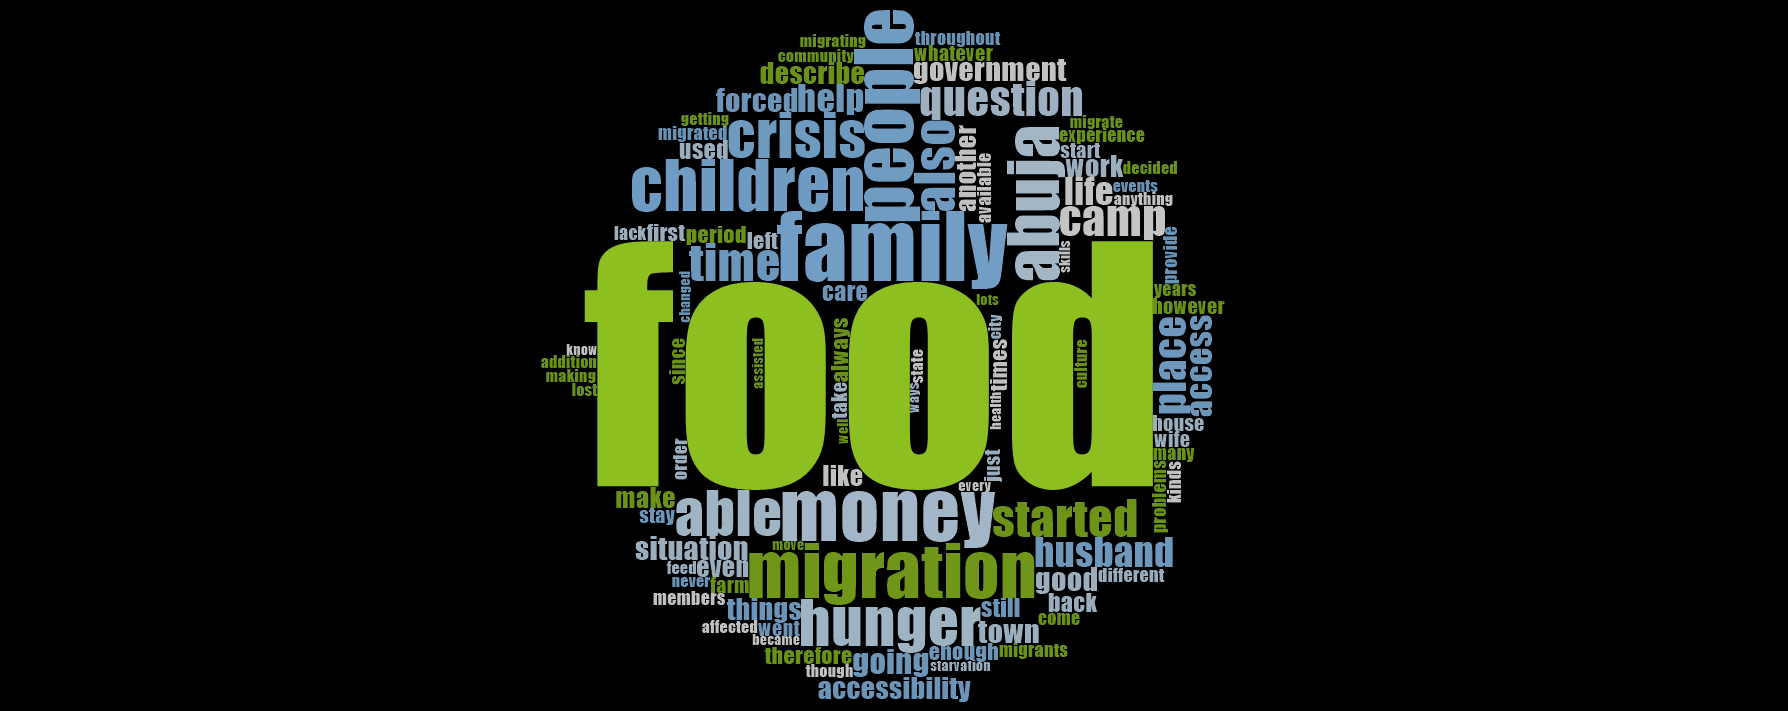 people
migrating
throughout
community
whatever
describe
government
forced
help
question
getting
migrated
crisis
used
also
another
available
abuja
migrate
experience
start
work
decided
children
life
events
anything
camp
lack
first
period
left
family
time
skills
provide
changed
care
lots
food
years
however
know
addition
making
lost
since
assisted
always
take
well
state
ways
city
times
health
culture
place
access
house
wife
many
order
like
just
every
problems
kinds
make
stay
able
money
started
situation
move
husband
feed
even
migration
never
farm
good
different
members
things
back
affected
went
became
hunger
still
town
come
therefore
though
going
enough
migrants
starvation
accessibility